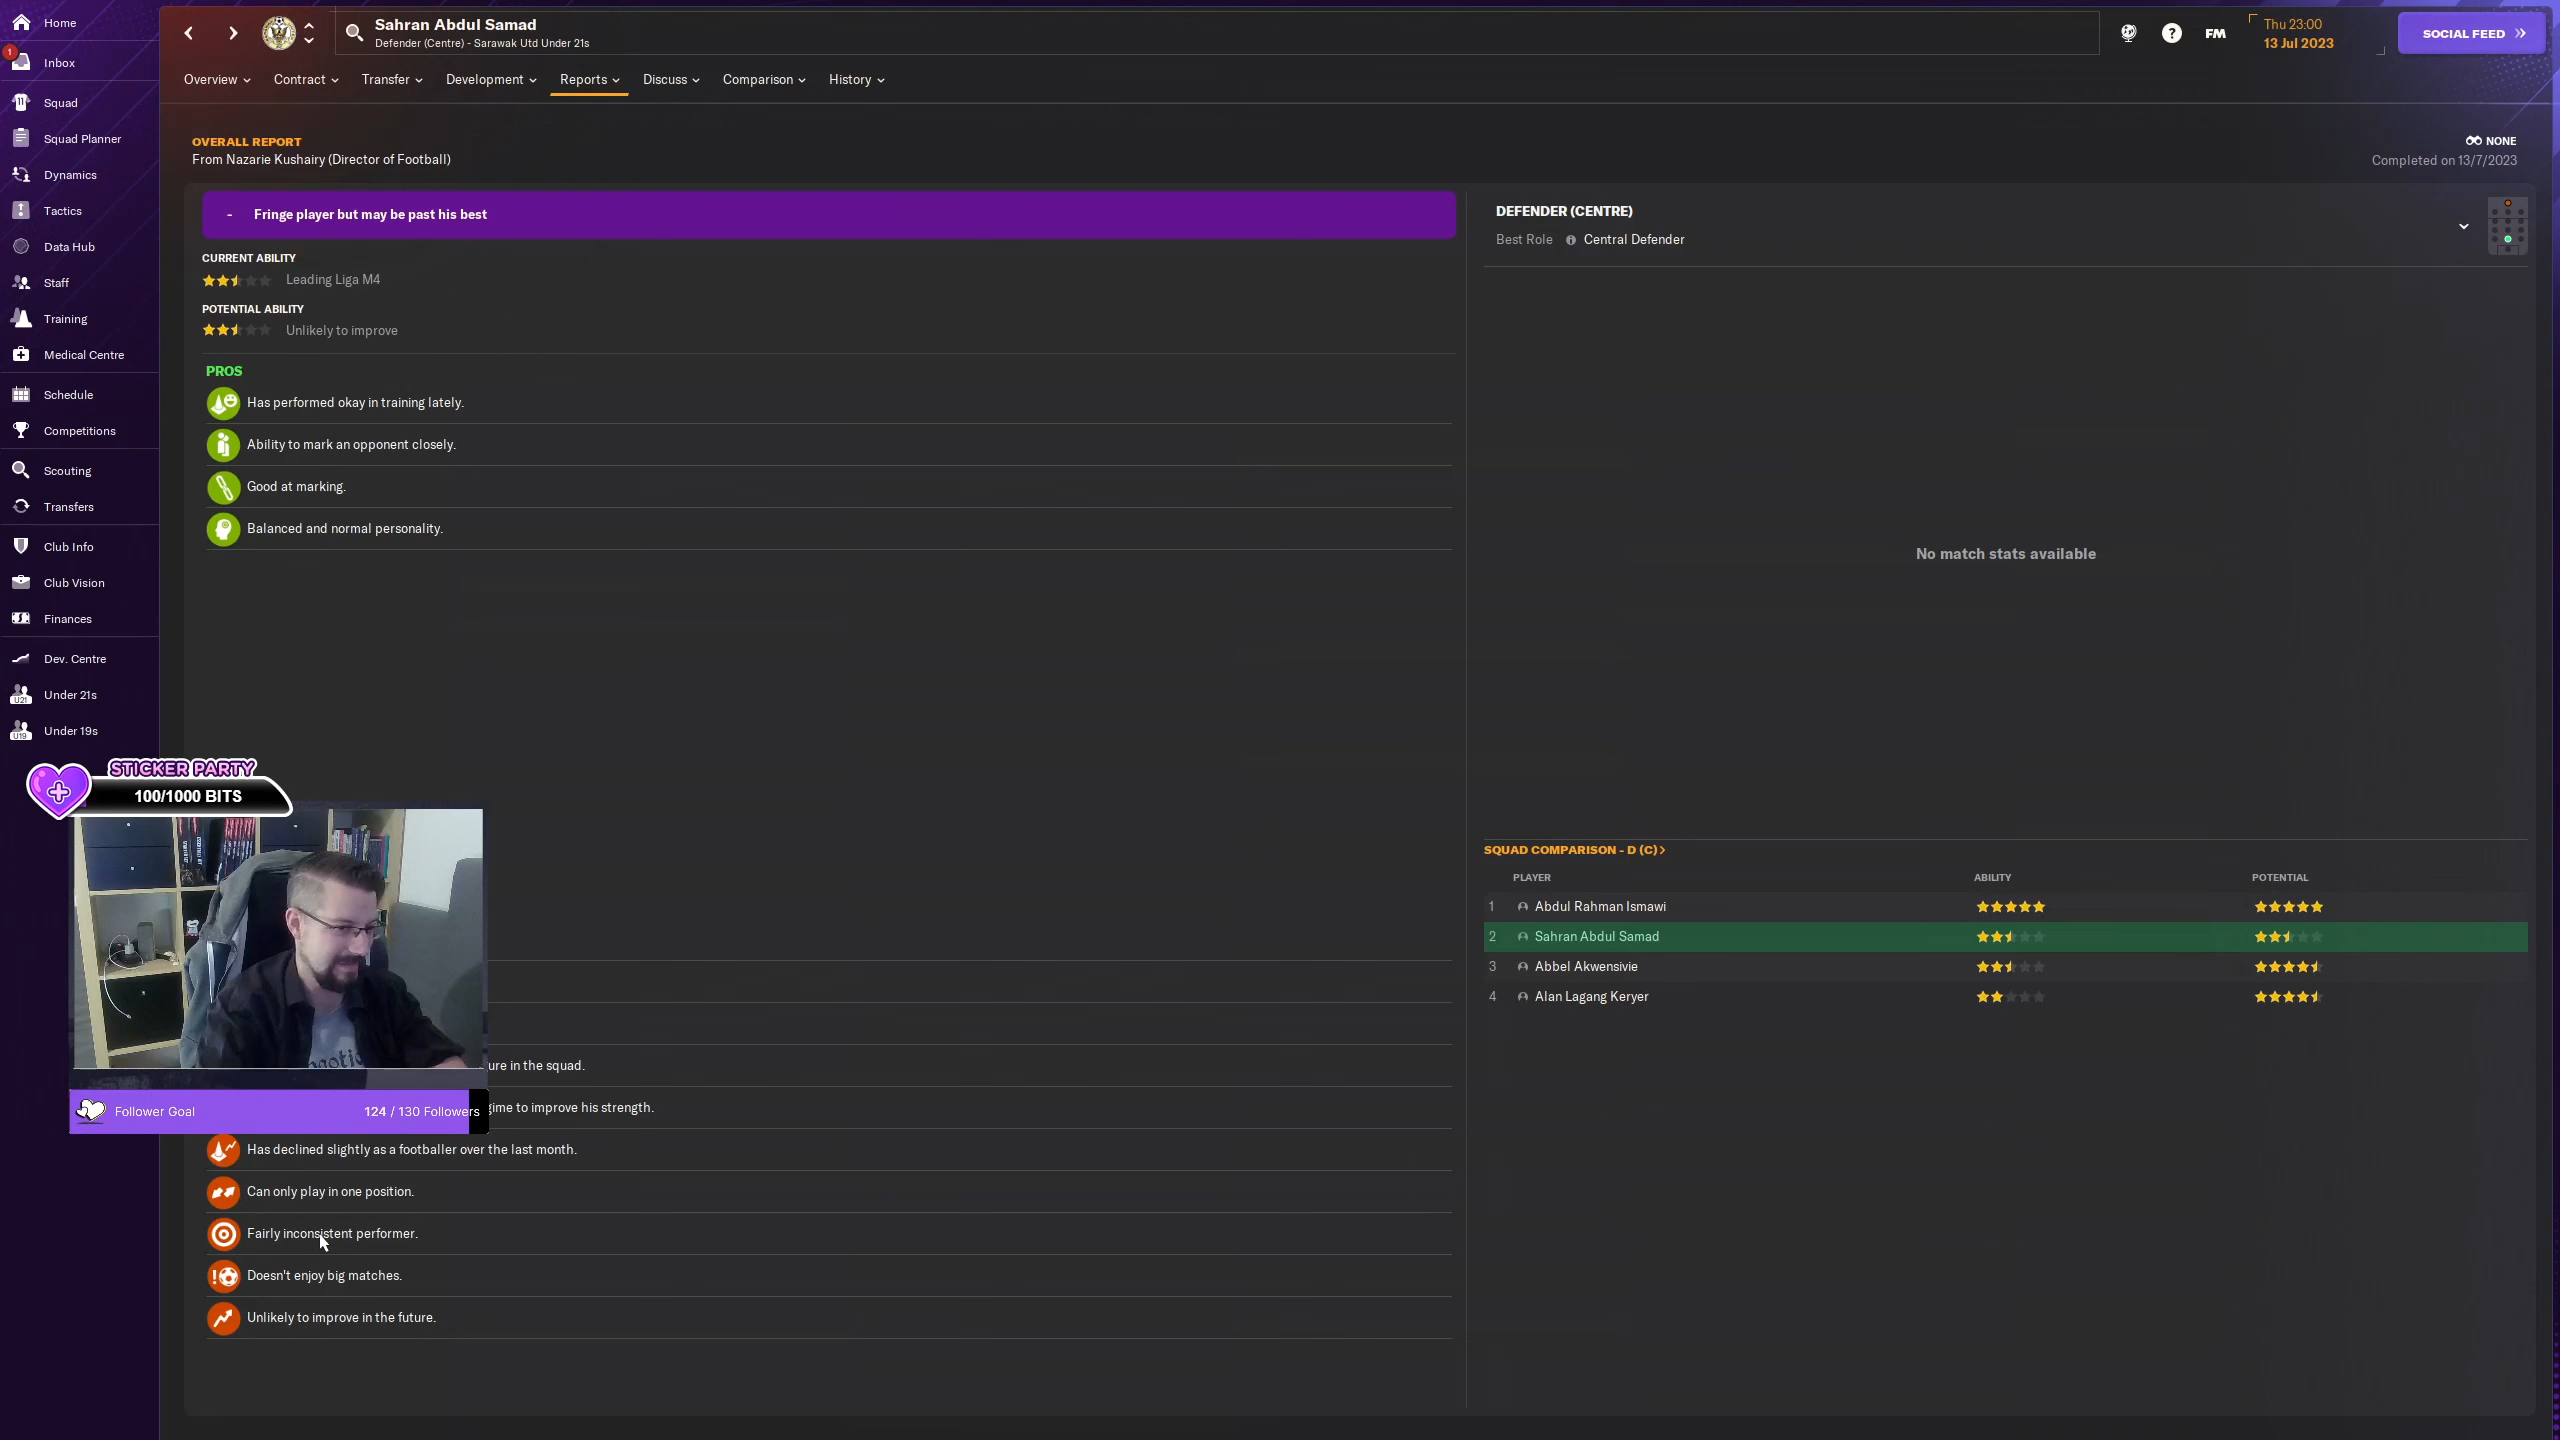 Home
1
Inbox
Squad
Squad Planner
Dynamics
Tactics
Data Hub
Staff
Training
Medical Centre
Schedule
Competitions
Scouting
Transfers
Club Info
Club Vision
Finances
Dev. Centre
U21
Under 21s
U19
Under 19s
Sahran Abdul Samad
Defender (Centre) - Sarawak Utd Under 21s
FM
Thu 23:00
13 Jul 2023
SOCIAL FEED
Overview
Contract
Transfer
Development
Reports
Discuss
Comparison
History
OVERALL REPORT
From Nazarie Kushairy (Director of Football)
NONE
Completed on 13/7/2023
- Fringe player but may be past his best
CURRENT ABILITY
Leading Liga M4
POTENTIAL ABILITY
Unlikely to improve
PROS
Has performed okay in training lately.
Ability to mark an opponent closely.
Good at marking.
Balanced and normal personality.
ure in the squad.
gime to improve his strength.
Has declined slightly as a footballer over the last month.
Can only play in one position.
Fairly inconsistent performer.
Doesn't enjoy big matches.
Unlikely to improve in the future.
DEFENDER (CENTRE)
Best Role Central Defender
No match stats available
SQUAD COMPARISON - D (C)
PLAYER ABILITY POTENTIAL
1 Abdul Rahman Ismawi
2 Sahran Abdul Samad
3 Abbel Akwensivie
4 Alan Lagang Keryer
STICKER PARTY
100/1000 BITS
Follower Goal 124 / 130 Followers